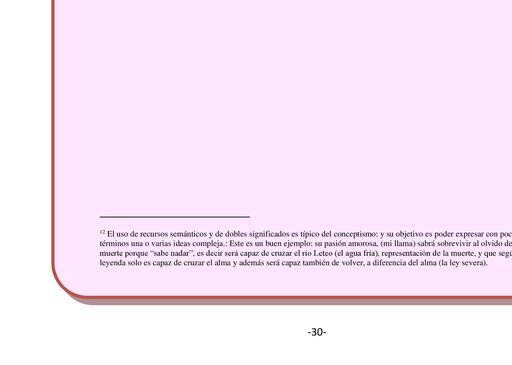 12 El uso de recursos semánticos y de dobles significados es típico del conceptismo: y su objetivo es poder expresar con poc
términos una o varias ideas compleja.: Este es un buen ejemplo: su pasión amorosa, (mi llama) sabrá sobrevivir al olvido de
muerte porque “sabe nadar”, es decir será capaz de cruzar el río Leteo (el agua fría), representación de la muerte, y que segú
leyenda solo es capaz de cruzar el alma y además será capaz también de volver, a diferencia del alma (la ley severa).
-30-